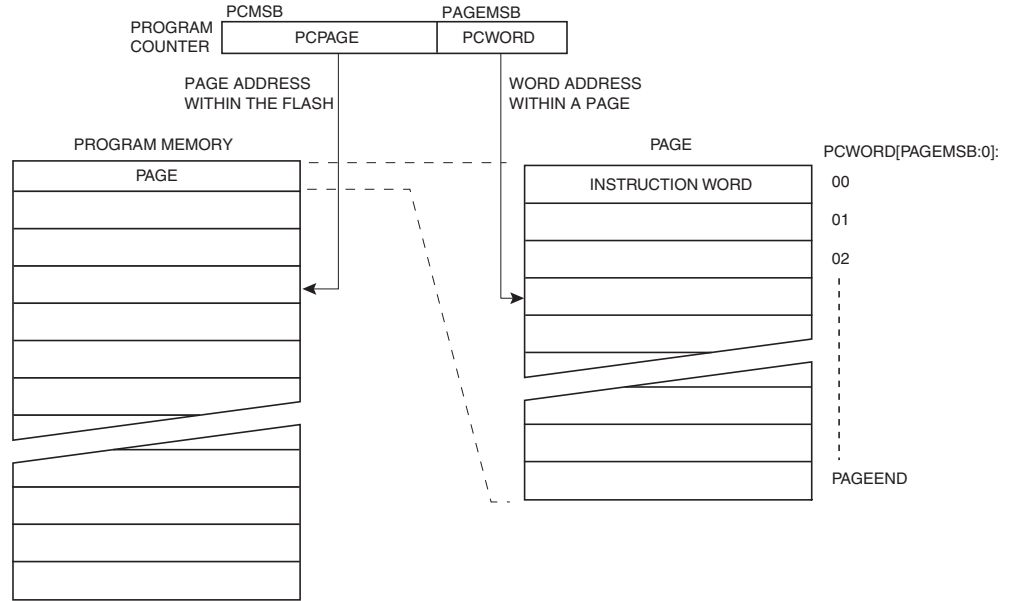 PCMSB PAGEMSB
PROGRAM
COUNTER
PCPAGE PCWORD
PAGE ADDRESS
WITHIN THE FLASH
WORD ADDRESS
WITHIN A PAGE
PROGRAM MEMORY
PAGE
PAGE
PCWORD[PAGEMSB:0]:
INSTRUCTION WORD
00
01
02
PAGEEND